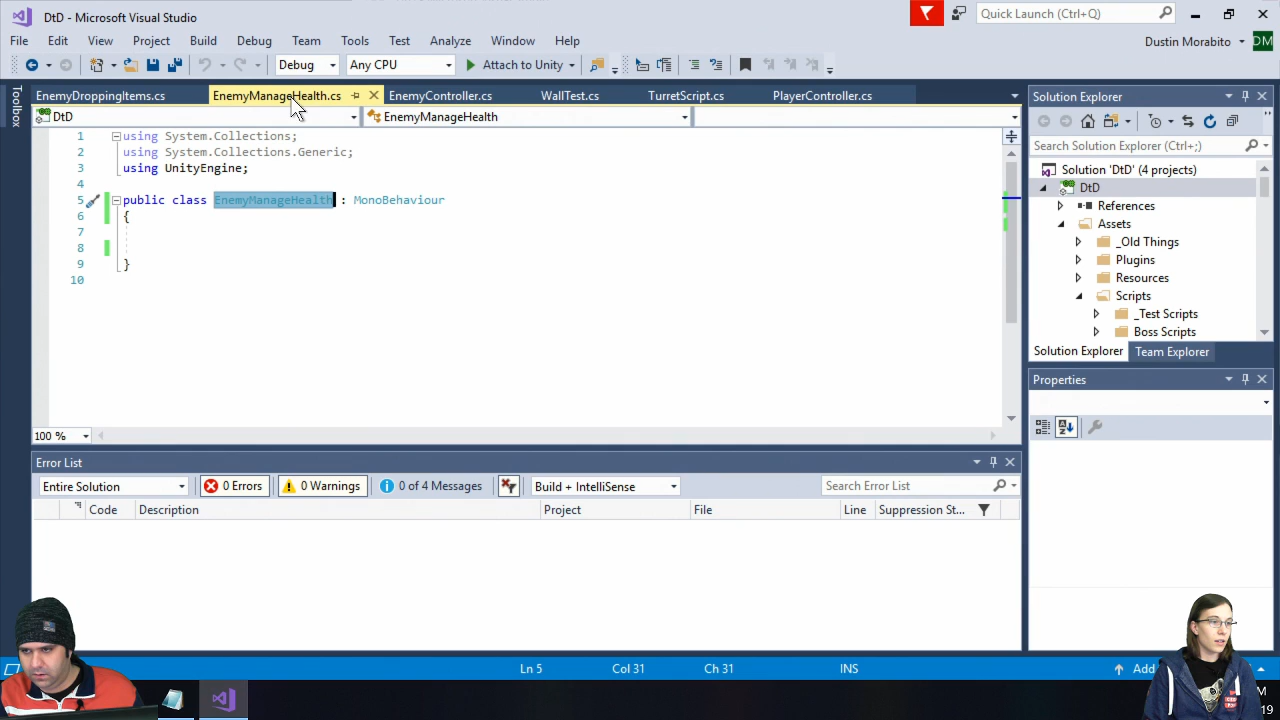 DtD - Microsoft Visual Studio
Quick Launch (Ctrl+Q)
File Edit View Project Build Debug Team Tools Test Analyze Window Help
Dustin Morabito DM
Debug Any CPU Attach to Unity
Toolbox
EnemyDroppingItems.cs EnemyManageHealth.cs EnemyController.cs WallTest.cs TurretScript.cs PlayerController.cs
DtD EnemyManageHealth
1 using System.Collections;
2 using System.Collections.Generic;
3 using UnityEngine;
4
5 public class EnemyManageHealth : MonoBehaviour
6 {
7
8
9 }
10
100 %
Solution Explorer
Search Solution Explorer (Ctrl+;)
Solution 'DtD' (4 projects)
DtD
References
Assets
_Old Things
Plugins
Resources
Scripts
_Test Scripts
Boss Scripts
Solution Explorer Team Explorer
Properties
Error List
Entire Solution 0 Errors 0 Warnings 0 of 4 Messages Build + IntelliSense Search Error List
Code Description Project File Line Suppression St...
Ln 5 Col 31 Ch 31 INS